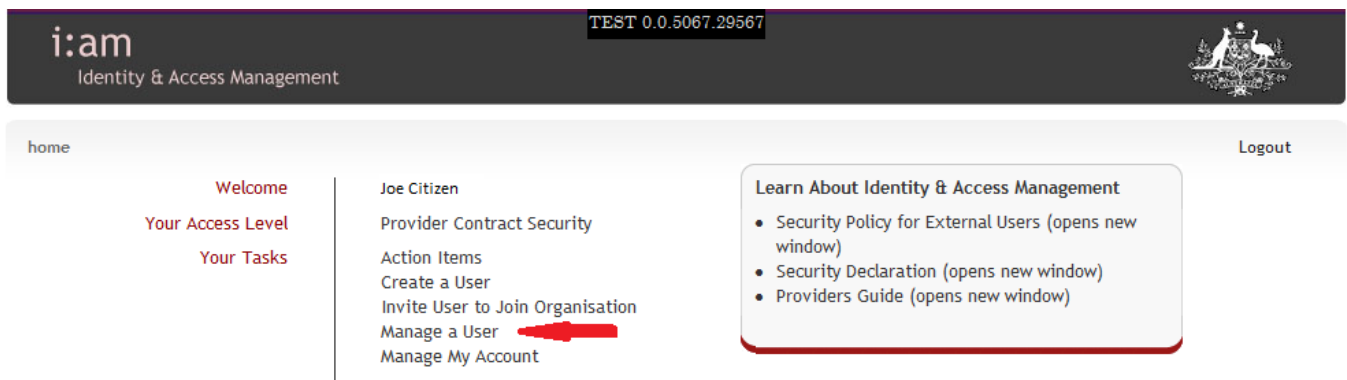 TEST 0.0.5067.29567
i:am
Identity & Access Management
home
Logout
Welcome
Joe Citizen
Your Access Level
Provider Contract Security
Your Tasks
Action Items
Create a User
Invite User to Join Organisation
Manage a User
Manage My Account
Learn About Identity & Access Management
• Security Policy for External Users (opens new
window)
• Security Declaration (opens new window)
• Providers Guide (opens new window)